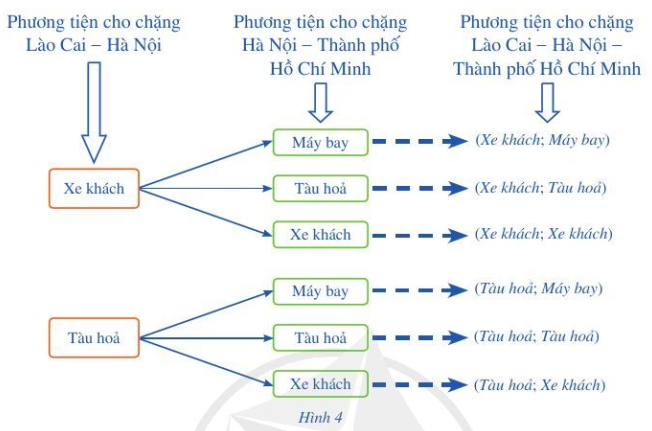 Phương tiện cho chặng
Lào Cai – Hà Nội
Phương tiện cho chặng
Hà Nội – Thành phố
Hồ Chí Minh
Phương tiện cho chặng
Lào Cai – Hà Nội –
Thành phố Hồ Chí Minh
Xe khách
Máy bay
(Xe khách; Máy bay)
Tàu hoả
(Xe khách; Tàu hoả)
Xe khách
(Xe khách; Xe khách)
Tàu hoả
Máy bay
(Tàu hoả; Máy bay)
Tàu hoả
(Tàu hoả; Tàu hoả)
Xe khách
(Tàu hoả; Xe khách)
Hình 4